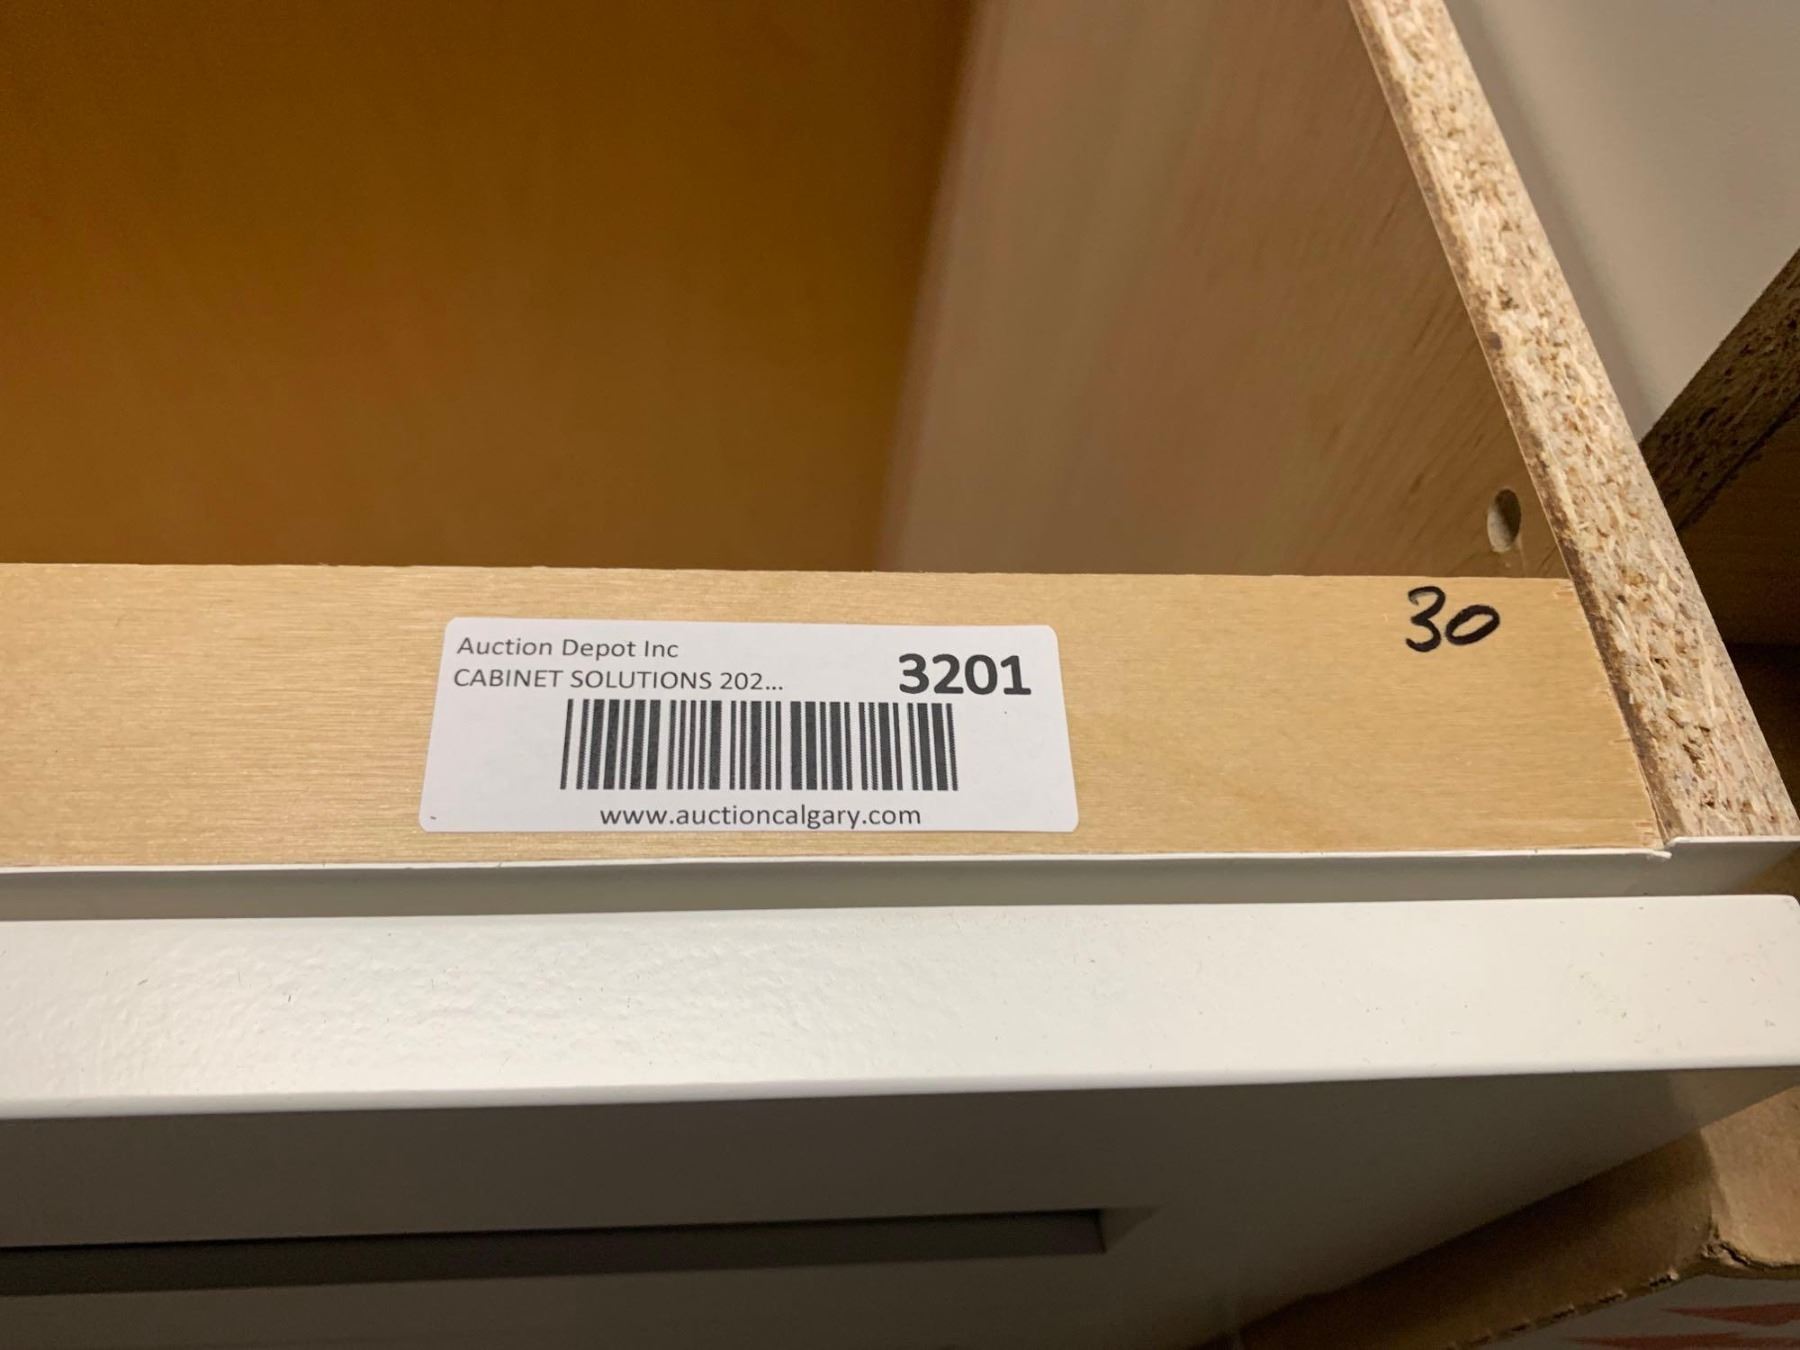 Auction Depot Inc
CABINET SOLUTIONS 202...
3201
www.auctioncalgary.com
30